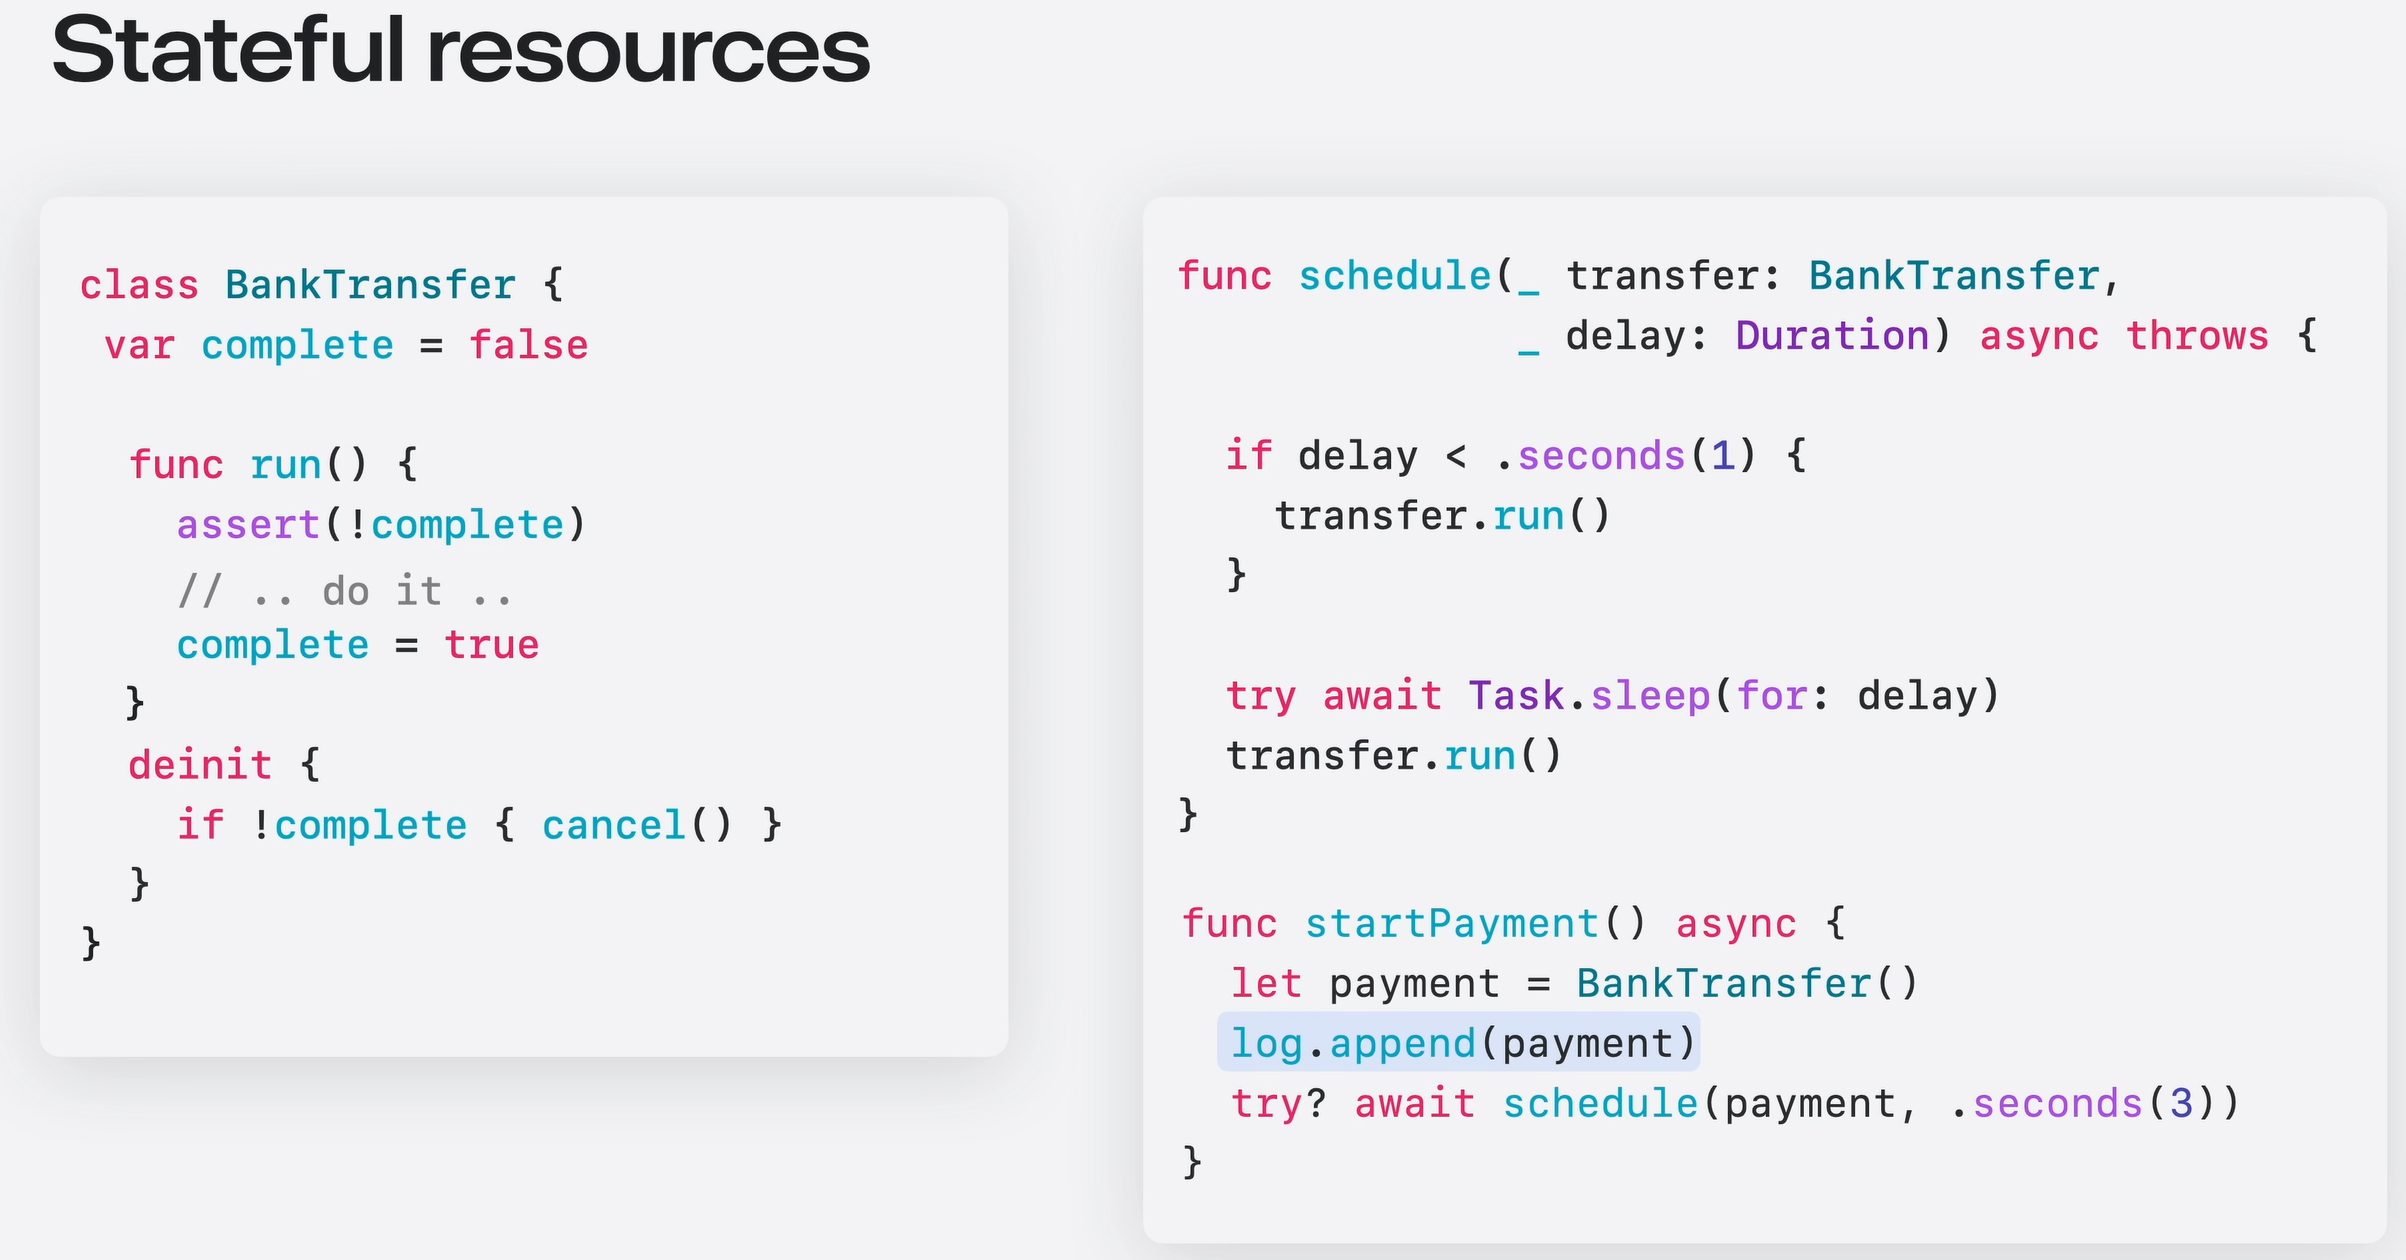 Stateful resources
class BankTransfer {
var complete = false
func run() {
assert(!complete)
// .. do it ..
complete = true
}
deinit {
if !complete { cancel() }
}
}
func schedule(_ transfer: BankTransfer,
_ delay: Duration) async throws {
if delay < .seconds(1) {
transfer.run()
}
try await Task.sleep(for: delay)
transfer.run()
}
func startPayment() async {
let payment = BankTransfer()
log.append(payment)
try? await schedule(payment, .seconds(3))
}